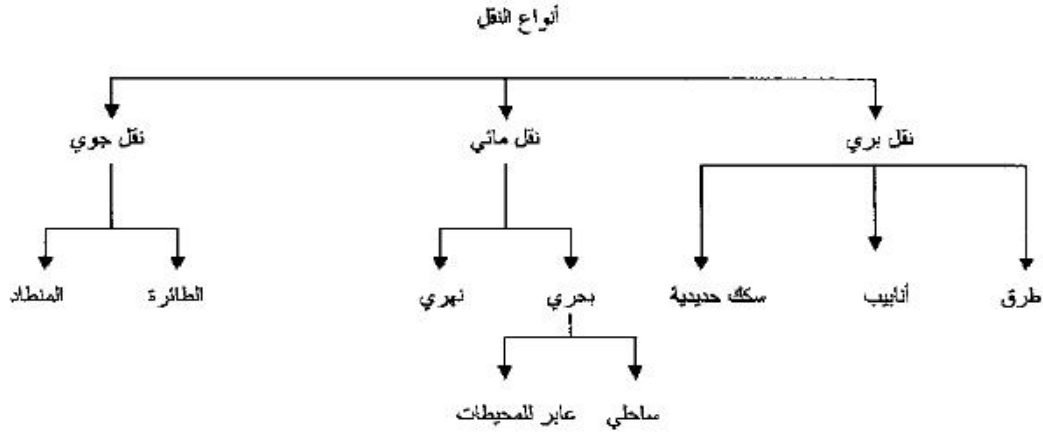 أنواع النقل
نقل بري نقل مائي نقل جوي
طرق أنابيب سكك حديدية بحري نهري الطائرة المنطاد
ساحلي عابر للمحيطات